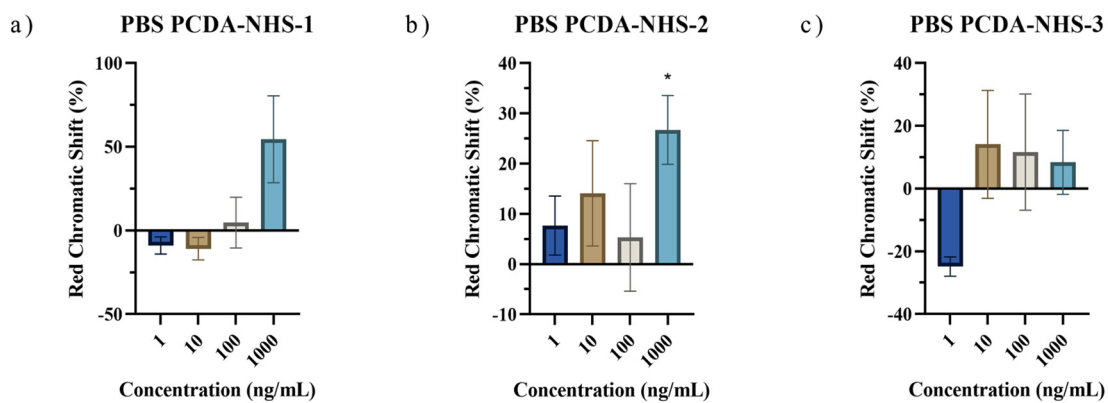 a)
PBS PCDA-NHS-1
Red Chromatic Shift (%)
100
50
0
-50
1
10
100
1000
Concentration (ng/mL)
b)
PBS PCDA-NHS-2
Red Chromatic Shift (%)
40
30
20
10
0
-10
*
1
10
100
1000
Concentration (ng/mL)
c)
PBS PCDA-NHS-3
Red Chromatic Shift (%)
40
20
0
-20
-40
1
10
100
1000
Concentration (ng/mL)